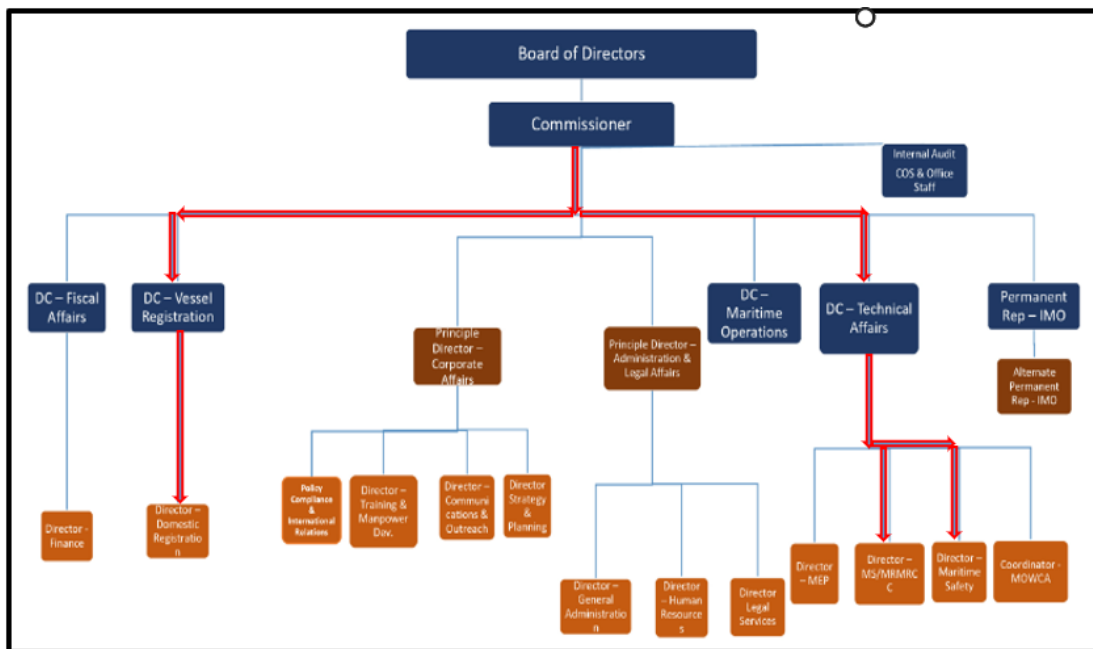 Board of Directors
Commissioner
Internal Audit
COS & Office
Staff
DC – Fiscal
Affairs
DC – Vessel
Registration
DC –
Maritime
Operations
DC – Technical
Affairs
Permanent
Rep – IMO
Principle
Director –
Corporate
Affairs
Principle Director –
Administration &
Legal Affairs
Alternate
Permanent
Rep - IMO
Policy
Compliance
&
International
Relations
Director –
Training &
Manpower
Dev.
Director –
Communi
cations &
Outreach
Director
Strategy
&
Planning
Director -
Finance
Director –
Domestic
Registratio
n
Director
– MEP
Director –
MS/MRMRC
C
Director –
Maritime
Safety
Coordinator -
MOWCA
Director –
General
Administratio
n
Director
– Human
Resource
s
Director
Legal
Services